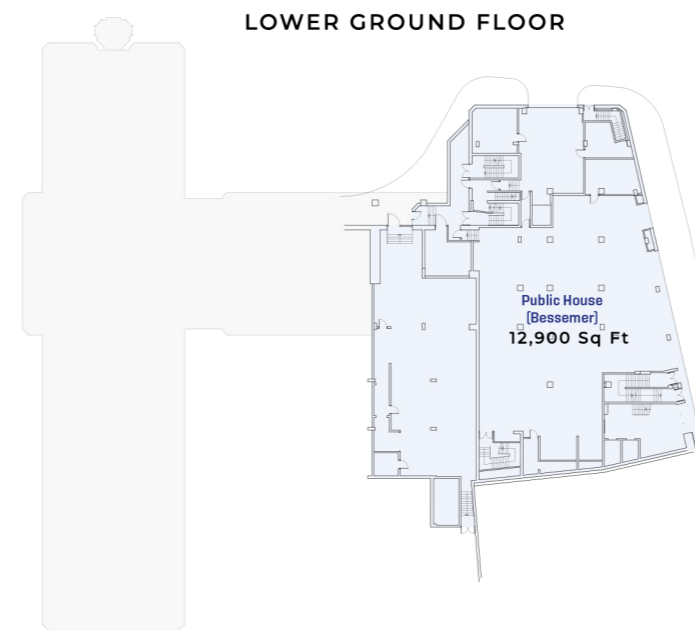 LOWER GROUND FLOOR
Public House
(Bessemer)
12,900 Sq Ft